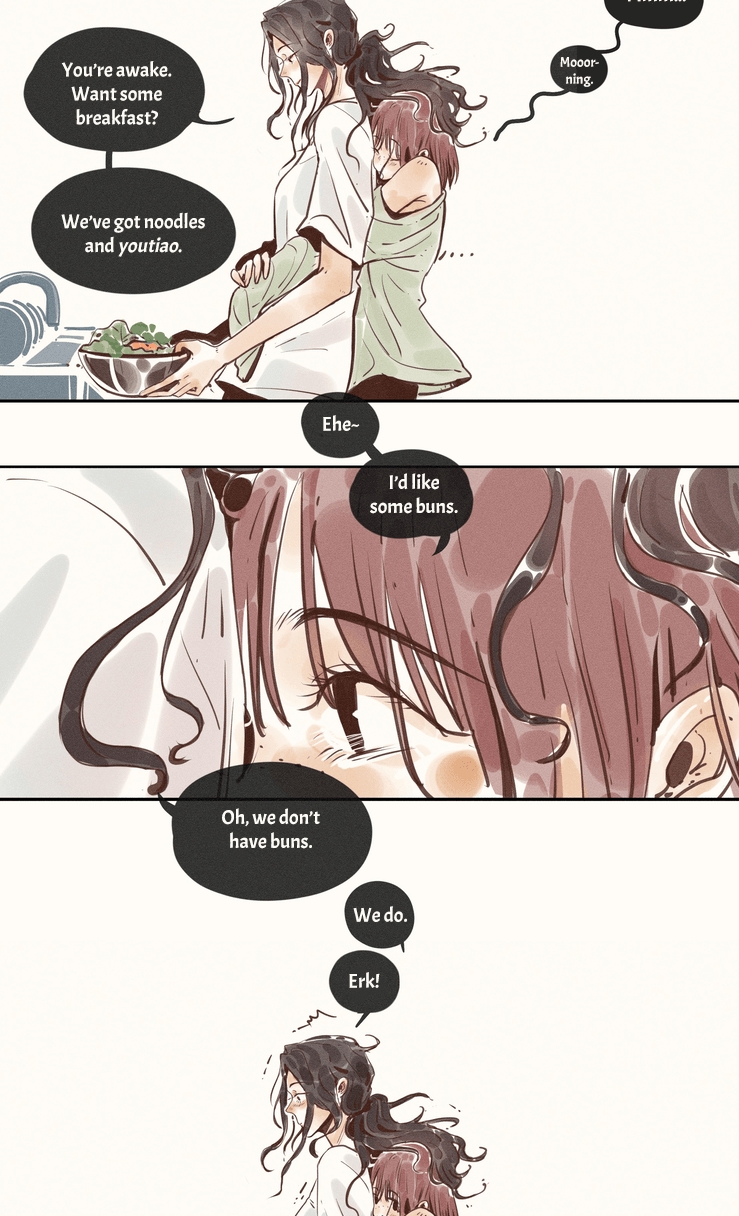 Mooor-
ning.
You're awake.
Want some
breakfast?
We've got noodles
and youtiao.
Ehe~
I'd like
some buns.
Oh, we don't
have buns.
We do.
Erk!